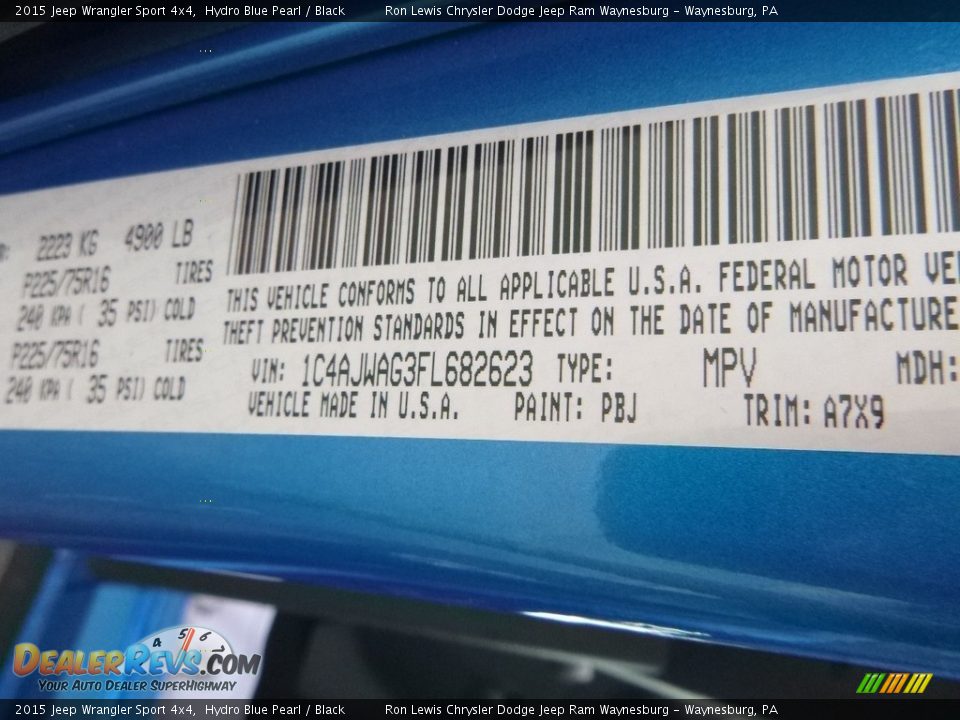 2015 Jeep Wrangler Sport 4x4,  Hydro Blue Pearl / Black     Ron Lewis Chrysler Dodge Jeep Ram Waynesburg - Waynesburg, PA
2223 KG 4900 LB
P225/75R16 TIRES
240 KPA ( 35 PSI) COLD
P225/75R16 TIRES
240 KPA ( 35 PSI) COLD
THIS VEHICLE CONFORMS TO ALL APPLICABLE U.S.A. FEDERAL MOTOR VE
THEFT PREVENTION STANDARDS IN EFFECT ON THE DATE OF MANUFACTURE
VIN: 1C4AJWAG3FL682623 TYPE: MPV MDH:
VEHICLE MADE IN U.S.A. PAINT: PBJ TRIM: A7X9
4 5 6
DEALERREVS.COM
YOUR AUTO DEALER SUPERHIGHWAY
2015 Jeep Wrangler Sport 4x4,  Hydro Blue Pearl / Black     Ron Lewis Chrysler Dodge Jeep Ram Waynesburg - Waynesburg, PA